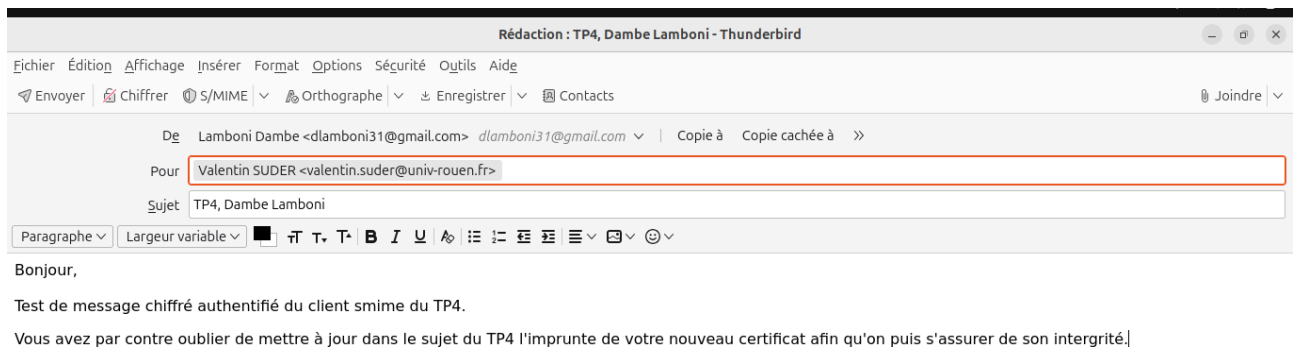 Rédaction : TP4, Dambe Lamboni - Thunderbird
Fichier Édition Affichage Insérer Format Options Sécurité Outils Aide
Envoyer Chiffrer S/MIME Orthographe Enregistrer Contacts Joindre
De Lamboni Dambe <dlamboni31@gmail.com> dlamboni31@gmail.com Copie à Copie cachée à
Pour Valentin SUDER <valentin.suder@univ-rouen.fr>
Sujet TP4, Dambe Lamboni
Paragraphe Largeur variable
Bonjour,
Test de message chiffré authentifié du client smime du TP4.
Vous avez par contre oublier de mettre à jour dans le sujet du TP4 l'imprunte de votre nouveau certificat afin qu'on puis s'assurer de son intergrité.